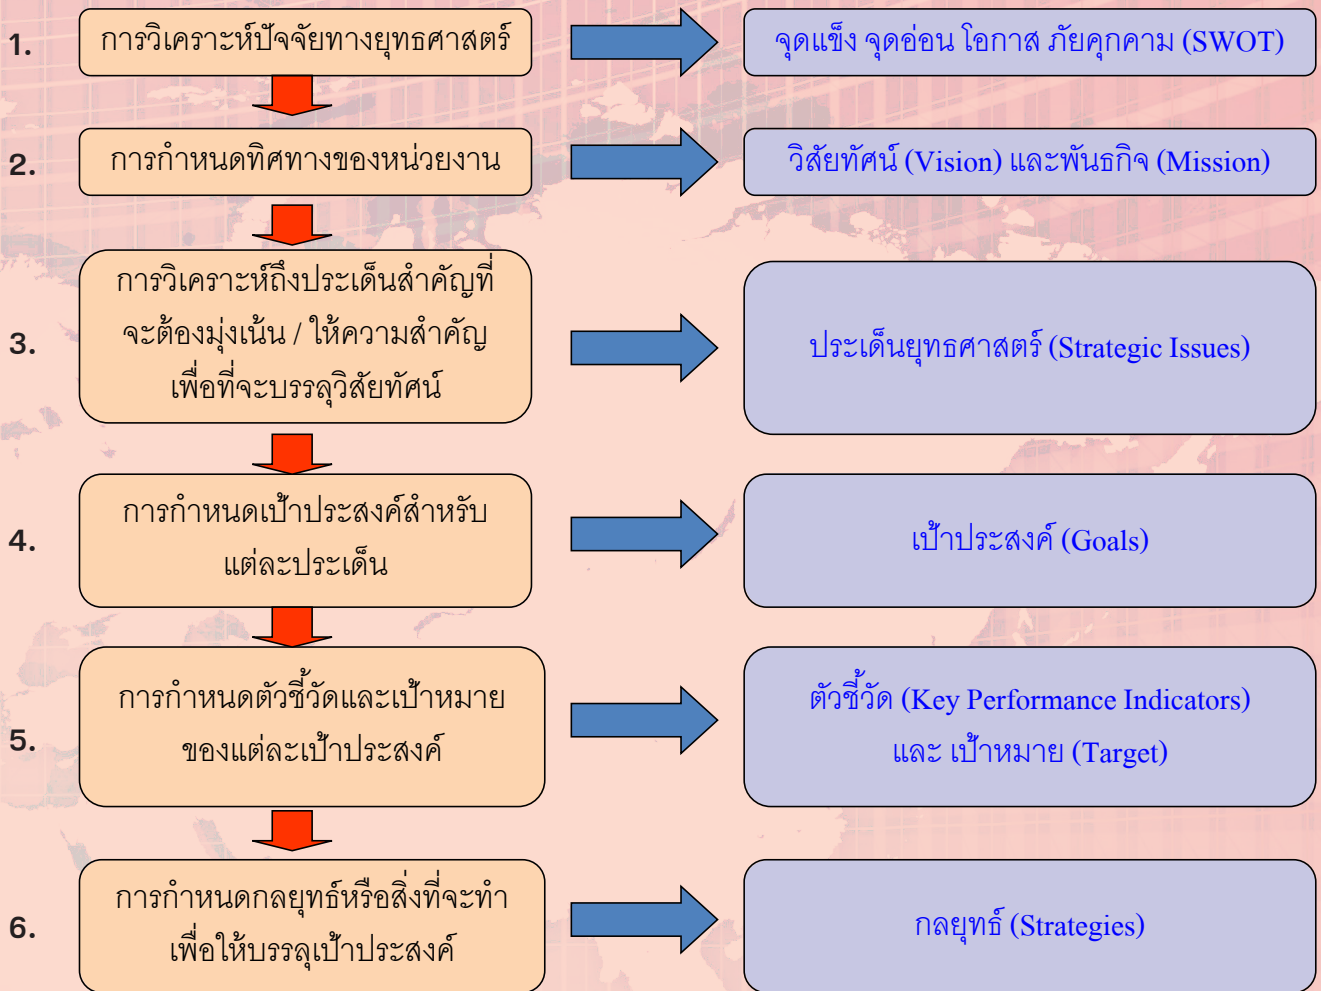 1.
การวิเคราะห์ปัจจัยทางยุทธศาสตร์
จุดแข็ง จุดอ่อน โอกาส ภัยคุกคาม (SWOT)
2.
การกำหนดทิศทางของหน่วยงาน
วิสัยทัศน์ (Vision) และพันธกิจ (Mission)
3.
การวิเคราะห์ถึงประเด็นสำคัญที่
จะต้องมุ่งเน้น / ให้ความสำคัญ
เพื่อที่จะบรรลุวิสัยทัศน์
ประเด็นยุทธศาสตร์ (Strategic Issues)
4.
การกำหนดเป้าประสงค์สำหรับ
แต่ละประเด็น
เป้าประสงค์ (Goals)
5.
การกำหนดตัวชี้วัดและเป้าหมาย
ของแต่ละเป้าประสงค์
ตัวชี้วัด (Key Performance Indicators)
และ เป้าหมาย (Target)
6.
การกำหนดกลยุทธ์หรือสิ่งที่จะทำ
เพื่อให้บรรลุเป้าประสงค์
กลยุทธ์ (Strategies)